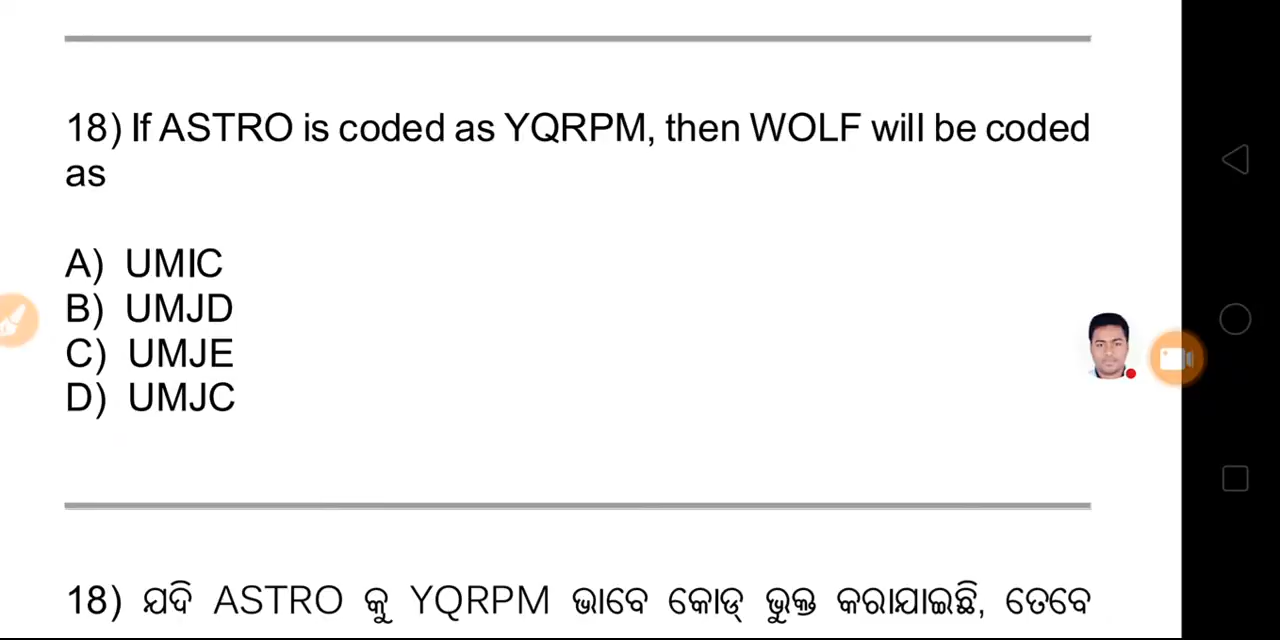 18) If ASTRO is coded as YQRPM, then WOLF will be coded
as
A) UMIC
B) UMJD
C) UMJE
D) UMJC
18) ଯଦି ASTRO କୁ YQRPM ଭାବେ କୋଡ୍ ଭୁକ୍ତ କରାଯାଇଛି, ତେବେ